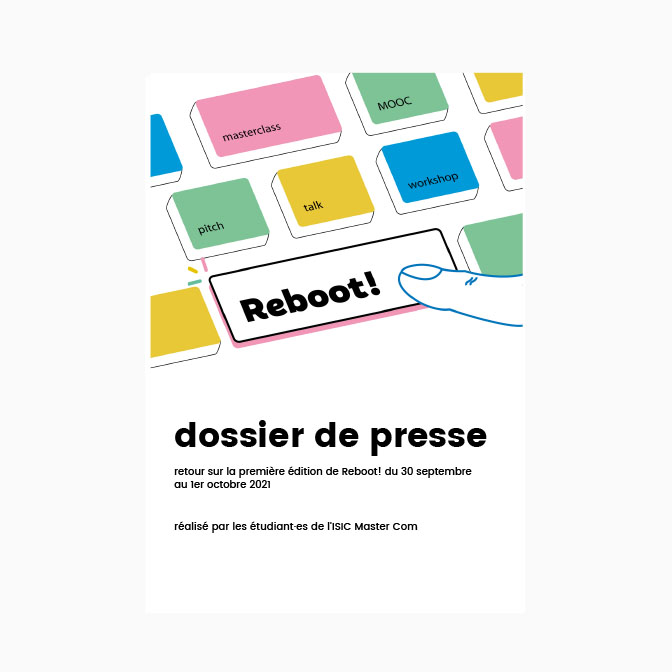 masterclass
MOOC
pitch
talk
workshop
Reboot!
dossier de presse
retour sur la première édition de Reboot! du 30 septembre
au 1er octobre 2021
réalisé par les étudiant·es de l'ISIC Master Com